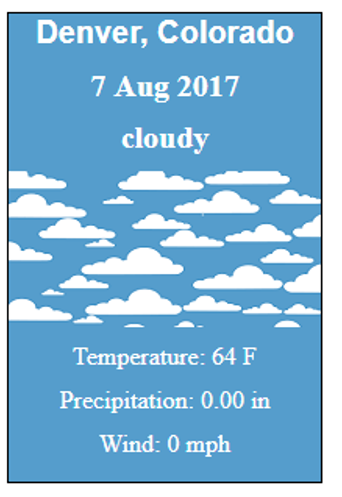 Denver, Colorado
7 Aug 2017
cloudy
Temperature: 64 F
Precipitation: 0.00 in
Wind: 0 mph